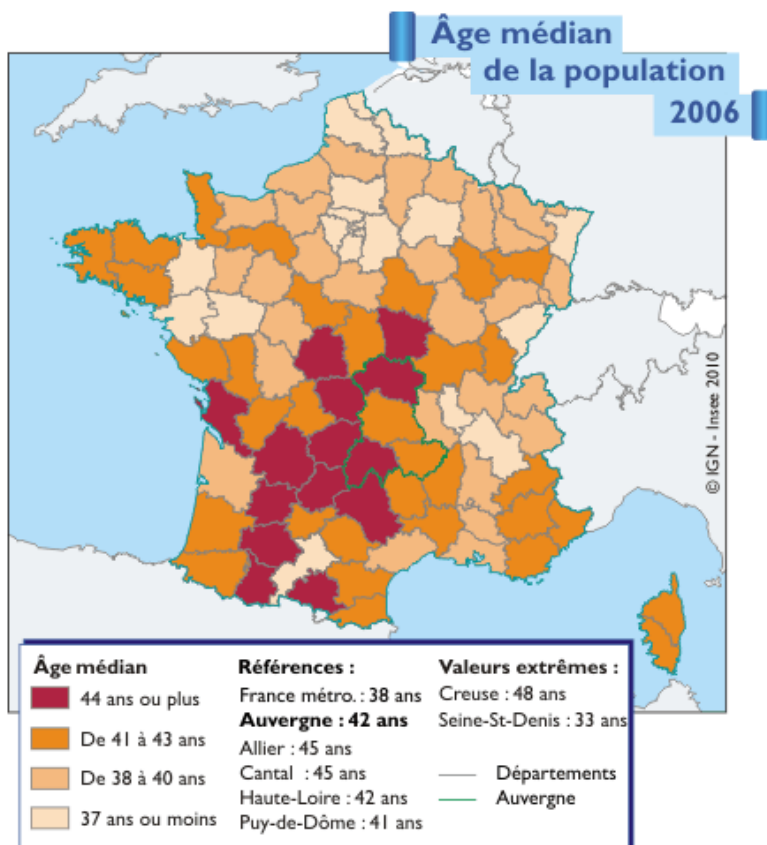 Âge médian
de la population
2006
© IGN - Insee 2010
Âge médian
44 ans ou plus
De 41 à 43 ans
De 38 à 40 ans
37 ans ou moins
Références :
France métro. : 38 ans
Auvergne : 42 ans
Allier : 45 ans
Cantal : 45 ans
Haute-Loire : 42 ans
Puy-de-Dôme : 41 ans
Valeurs extrêmes :
Creuse : 48 ans
Seine-St-Denis : 33 ans
Départements
Auvergne